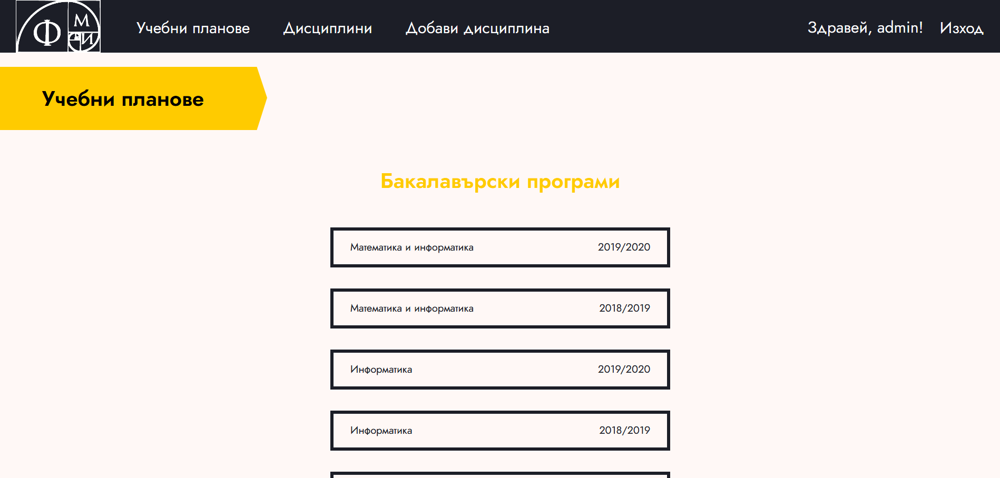 Ф М И
Учебни планове Дисциплини Добави дисциплина Здравей, admin! Изход
Учебни планове
Бакалавърски програми
Математика и информатика 2019/2020
Математика и информатика 2018/2019
Информатика 2019/2020
Информатика 2018/2019